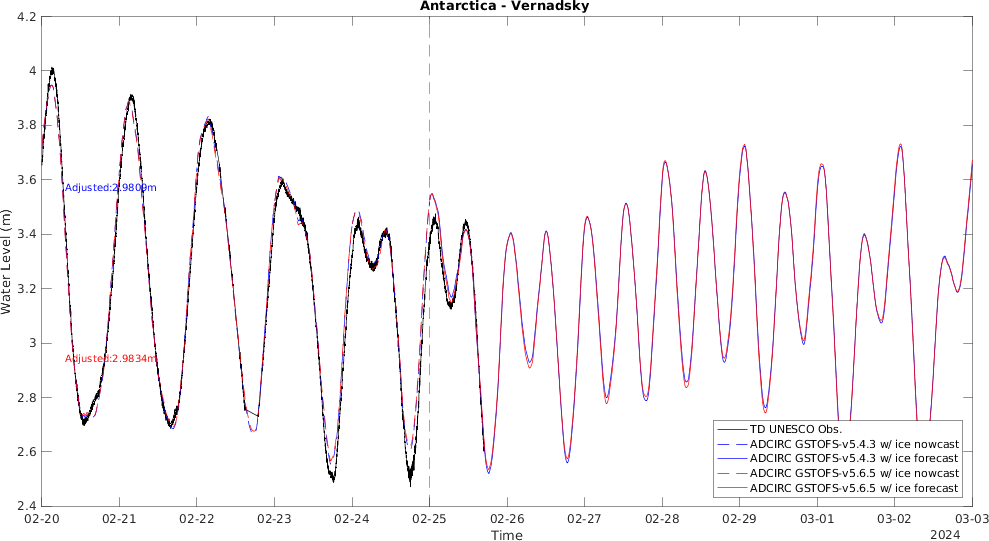 Antarctica - Vernadsky
Water Level (m)
4.2
4
3.8
3.6
3.4
3.2
3
2.8
2.6
2.4
Adjusted:2.9809m
Adjusted:2.9834m
TD UNESCO Obs.
ADCIRC GSTOFS-v5.4.3 w/ ice nowcast
ADCIRC GSTOFS-v5.4.3 w/ ice forecast
ADCIRC GSTOFS-v5.6.5 w/ ice nowcast
ADCIRC GSTOFS-v5.6.5 w/ ice forecast
02-20 02-21 02-22 02-23 02-24 02-25 02-26 02-27 02-28 02-29 03-01 03-02 03-03
Time
2024